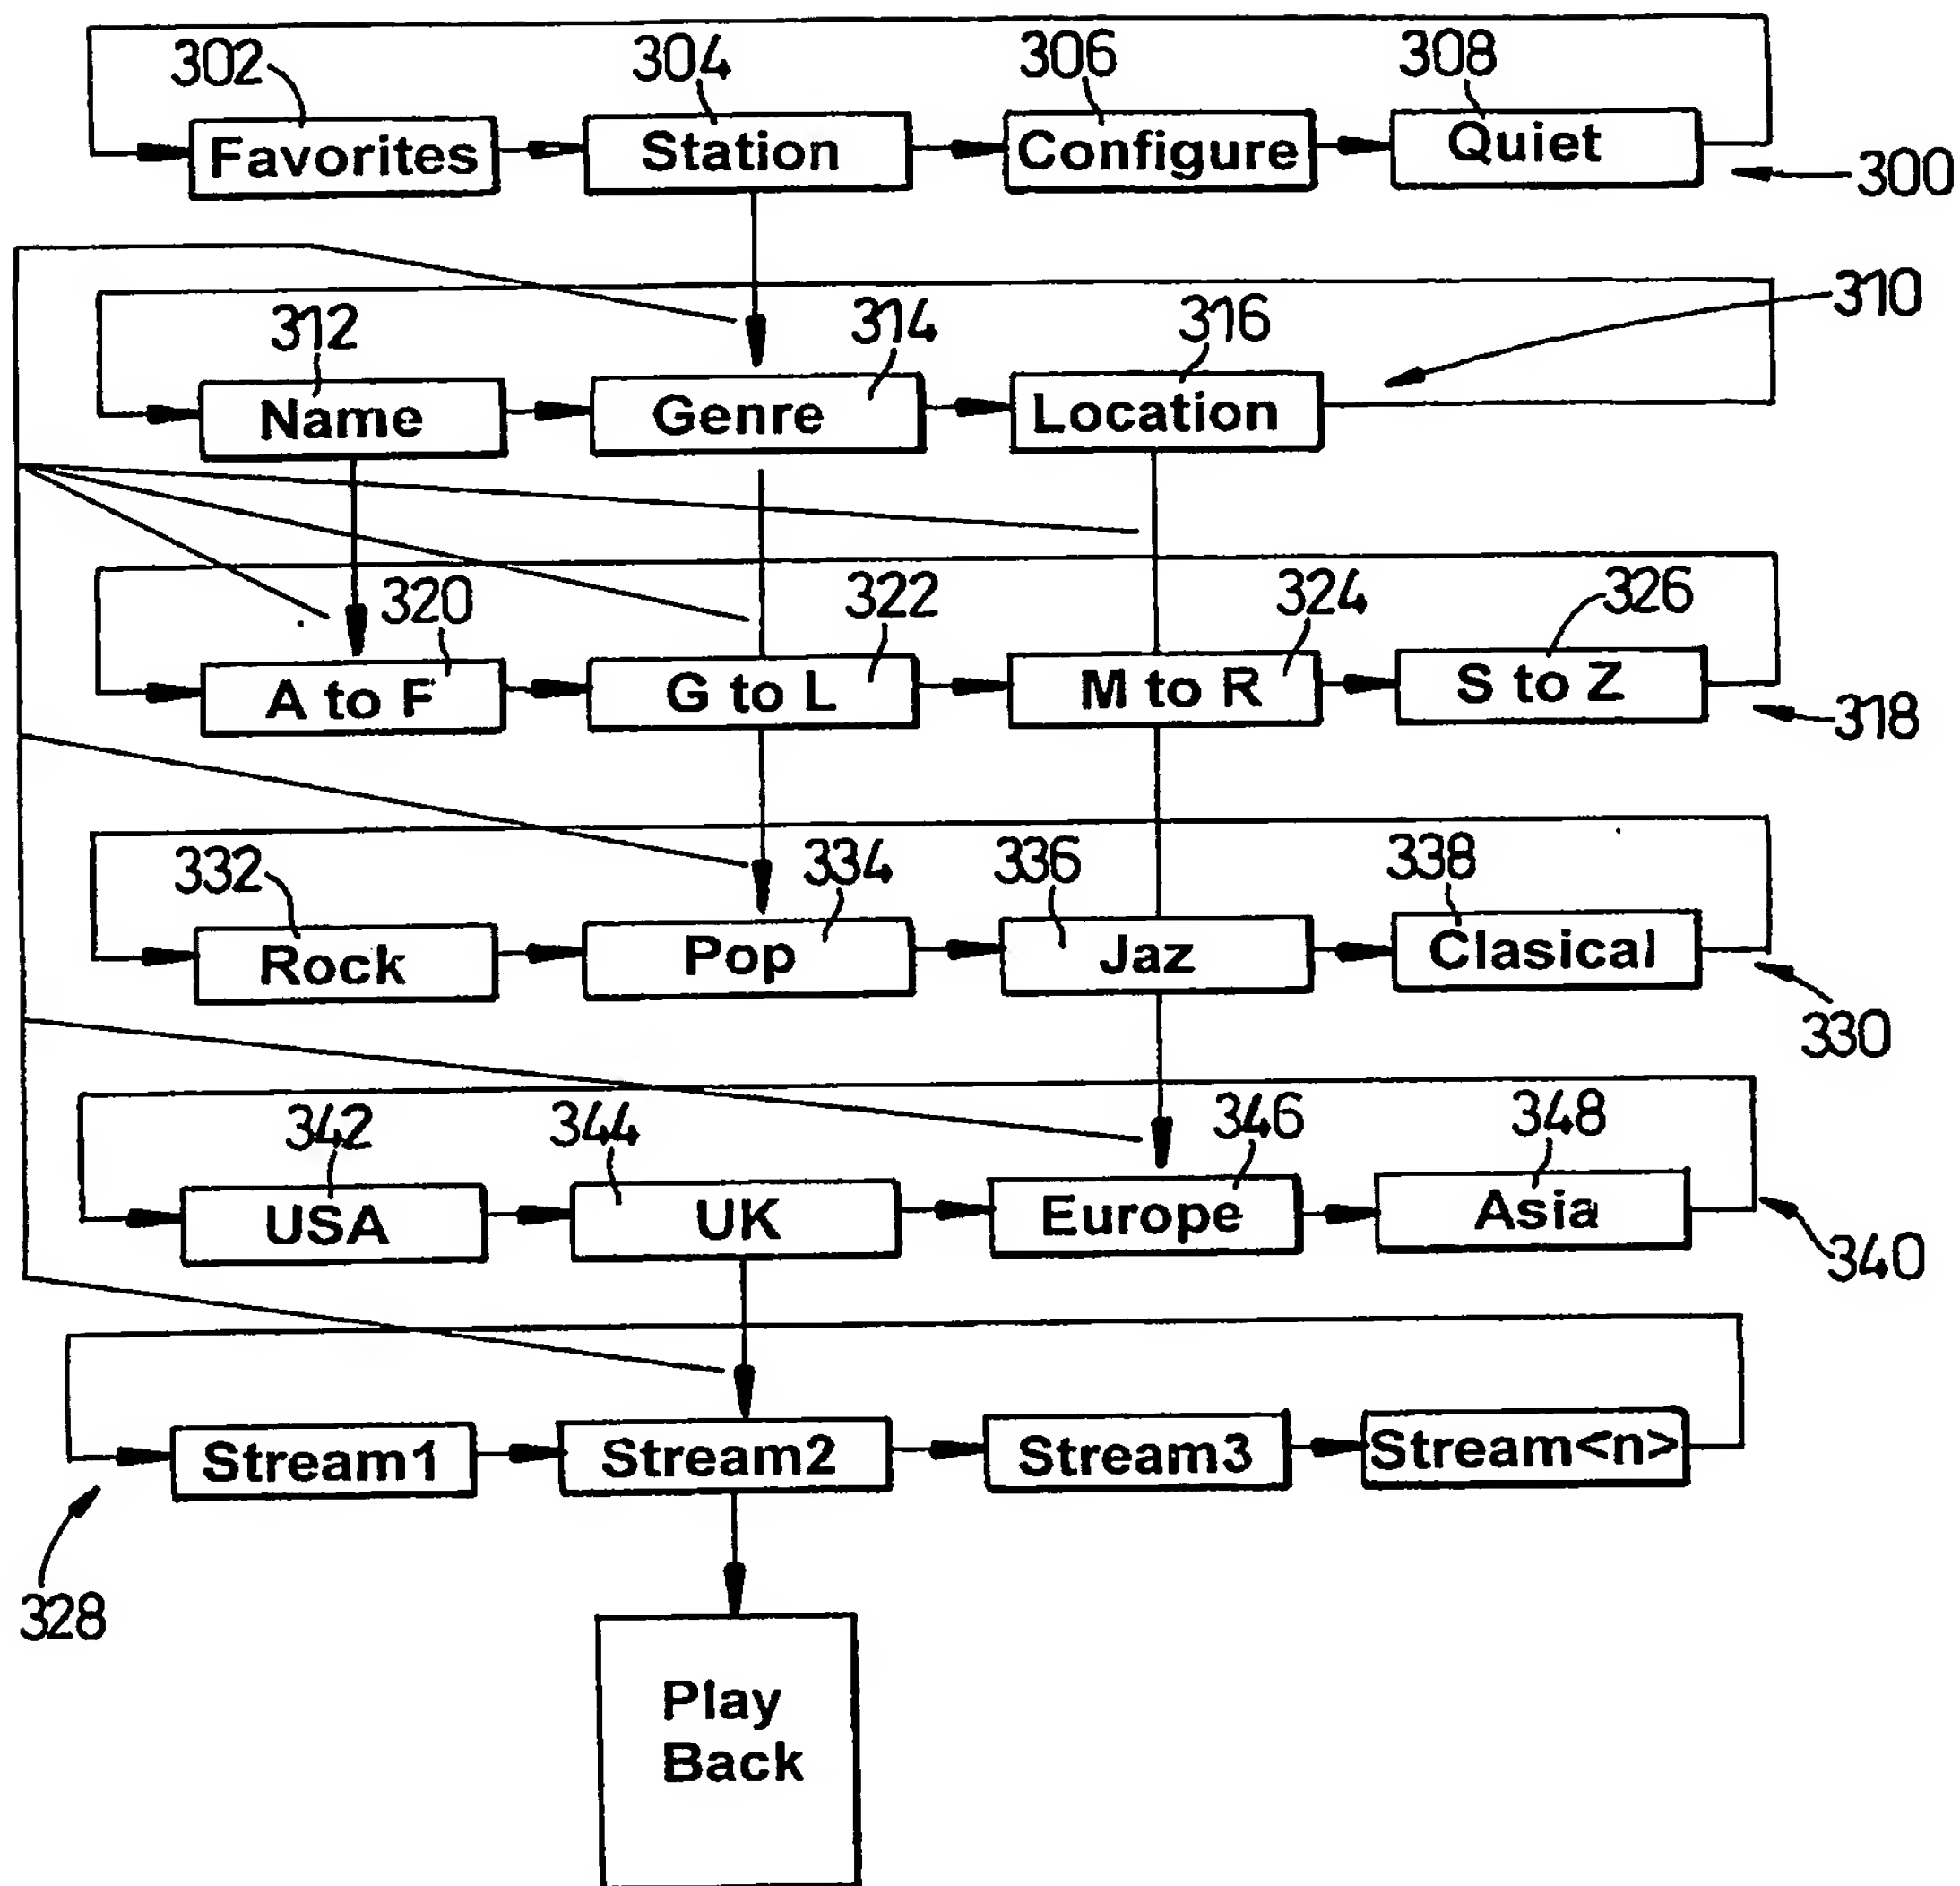 302 304 306 308
Favorites Station Configure Quiet
300
310
312 314 316
Name Genre Location
320 322 324 326
A to F G to L M to R S to Z
318
332 334 336 338
Rock Pop Jaz Clasical
330
342 344 346 348
USA UK Europe Asia
340
Stream1 Stream2 Stream3 Stream<n>
328
Play
Back